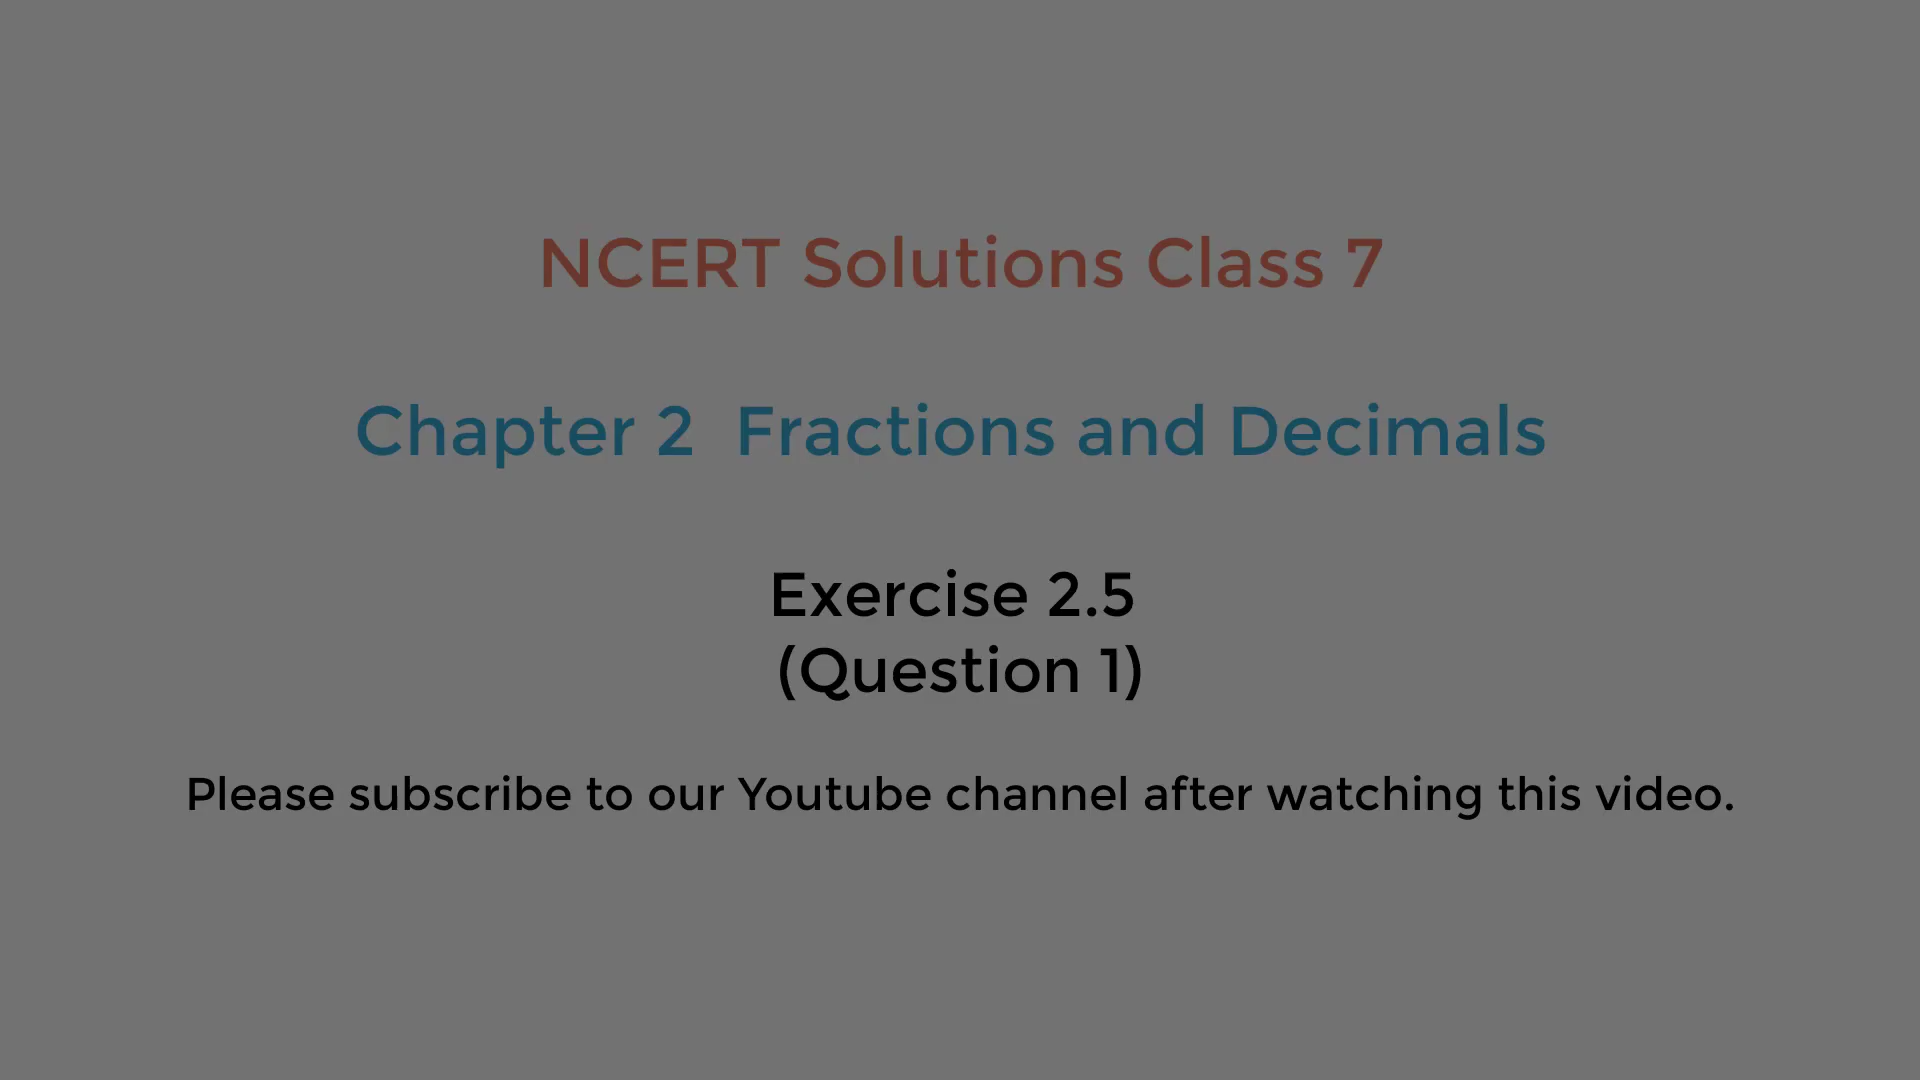 NCERT Solutions Class 7
Chapter 2 Fractions and Decimals
Exercise 2.5
(Question 1)
Please subscribe to our Youtube channel after watching this video.